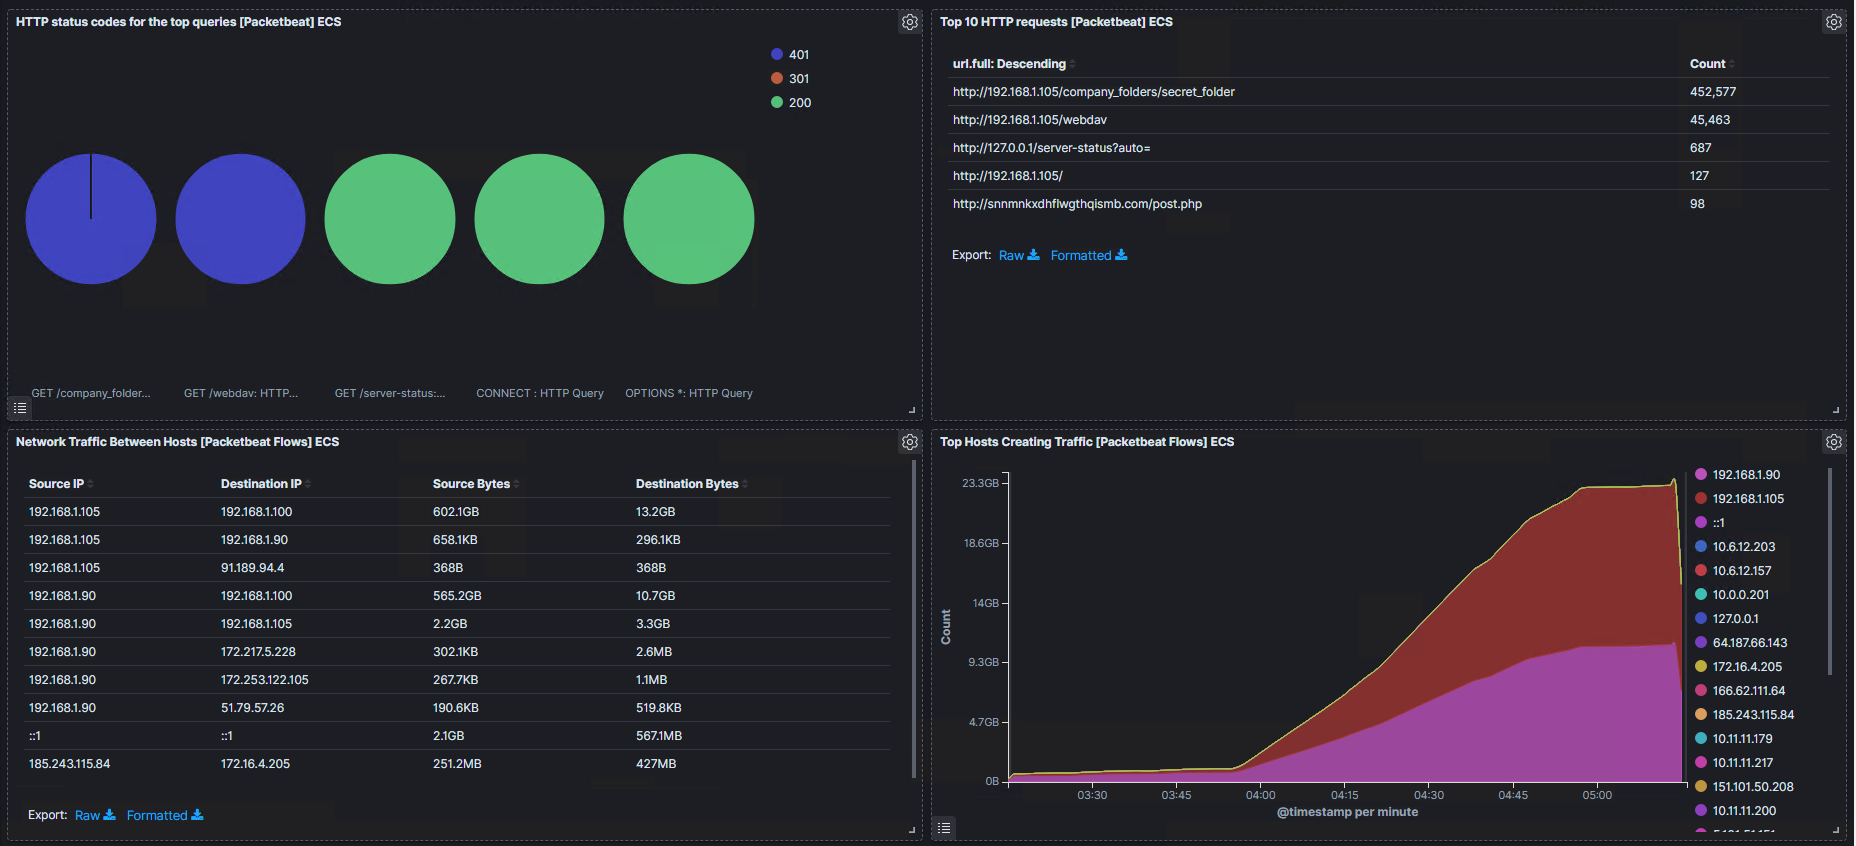 HTTP status codes for the top queries [Packetbeat] ECS
401
301
200
GET /company_folder...
GET /webdav: HTTP...
GET /server-status:...
CONNECT : HTTP Query
OPTIONS *: HTTP Query
Top 10 HTTP requests [Packetbeat] ECS
url.full: Descending Count
http://192.168.1.105/company_folders/secret_folder 452,577
http://192.168.1.105/webdav 45,463
http://127.0.0.1/server-status?auto= 687
http://192.168.1.105/ 127
http://snnmnkxdhflwgthqismb.com/post.php 98
Export: Raw Formatted
Network Traffic Between Hosts [Packetbeat Flows] ECS
Source IP Destination IP Source Bytes Destination Bytes
192.168.1.105 192.168.1.100 602.1GB 13.2GB
192.168.1.105 192.168.1.90 658.1KB 296.1KB
192.168.1.105 91.189.94.4 368B 368B
192.168.1.90 192.168.1.100 565.2GB 10.7GB
192.168.1.90 192.168.1.105 2.2GB 3.3GB
192.168.1.90 172.217.5.228 302.1KB 2.6MB
192.168.1.90 172.253.122.105 267.7KB 1.1MB
192.168.1.90 51.79.57.26 190.6KB 519.8KB
::1 ::1 2.1GB 567.1MB
185.243.115.84 172.16.4.205 251.2MB 427MB
Export: Raw Formatted
Top Hosts Creating Traffic [Packetbeat Flows] ECS
Count
23.3GB
18.6GB
14GB
9.3GB
4.7GB
0B
03:30 03:45 04:00 04:15 04:30 04:45 05:00
@timestamp per minute
192.168.1.90
192.168.1.105
::1
10.6.12.203
10.6.12.157
10.0.0.201
127.0.0.1
64.187.66.143
172.16.4.205
166.62.111.64
185.243.115.84
10.11.11.179
10.11.11.217
151.101.50.208
10.11.11.200